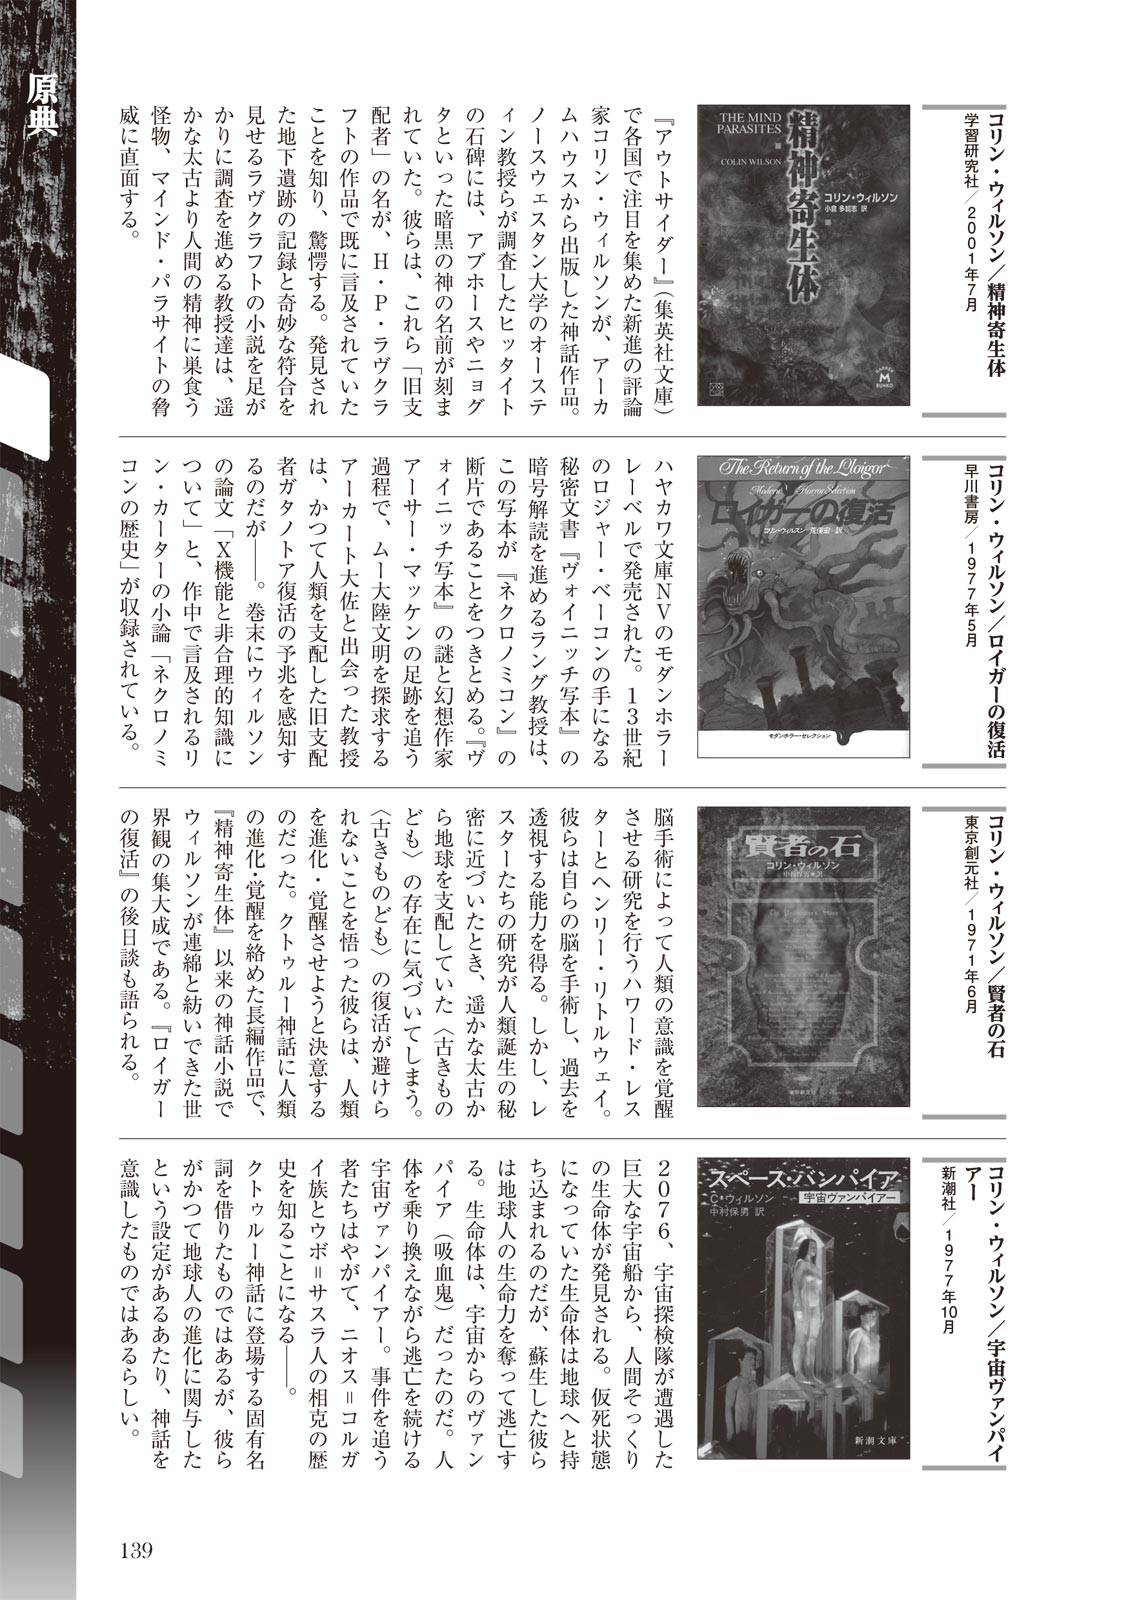 原典
コリン・ウィルソン／精神寄生体
学習研究社／2001年7月
THE MIND
PARASITES
COLIN WILSON
精神寄生体
コリン・ウィルソン
小倉 多加志 訳
GAKKEN
M
BUNKO
『アウトサイダー』（集英社文庫）
で各国で注目を集めた新進の評論
家コリン・ウィルソンが、アーカ
ムハウスから出版した神話作品。
ノースウェスタン大学のオーステ
ィン教授らが調査したヒッタイト
の石碑には、アブホースやニョグ
タといった暗黒の神の名前が刻ま
れていた。彼らは、これら「旧支
配者」の名が、Ｈ・Ｐ・ラヴクラ
フトの作品で既に言及されていた
ことを知り、驚愕する。発見され
た地下遺跡の記録と奇妙な符合を
見せるラヴクラフトの小説を足が
かりに調査を進める教授達は、遥
かな太古より人間の精神に巣食う
怪物、マインド・パラサイトの脅
威に直面する。
コリン・ウィルソン／ロイガーの復活
早川書房／1977年5月
The Return of the Lloigor
Modern Horror Selection
ロイガーの復活
コリン・ウィルスン 荒俣宏 訳
モダンホラー・セレクション
ハヤカワ文庫ＮＶのモダンホラー
レーベルで発売された。１３世紀
のロジャー・ベーコンの手になる
秘密文書『ヴォイニッチ写本』の
暗号解読を進めるラング教授は、
この写本が『ネクロノミコン』の
断片であることをつきとめる。『ヴ
ォイニッチ写本』の謎と幻想作家
アーサー・マッケンの足跡を追う
過程で、ムー大陸文明を探求する
アーカート大佐と出会った教授
は、かつて人類を支配した旧支配
者ガタノトア復活の予兆を感知す
るのだが――。巻末にウィルソン
の論文「Ｘ機能と非合理的知識に
ついて」と、作中で言及されるリ
ン・カーターの小論「ネクロノミ
コンの歴史」が収録されている。
コリン・ウィルソン／賢者の石
東京創元社／1971年6月
賢者の石
コリン・ウィルソン
中村保男 訳
脳手術によって人類の意識を覚醒
させる研究を行うハワード・レス
ターとヘンリー・リトルウェイ。
彼らは自らの脳を手術し、過去を
透視する能力を得る。しかし、レ
スターたちの研究が人類誕生の秘
密に近づいたとき、遥かな太古か
ら地球を支配していた〈古きもの
ども〉の存在に気づいてしまう。
〈古きものども〉の復活が避けら
れないことを悟った彼らは、人類
を進化・覚醒させようと決意する
のだった。クトゥルー神話に人類
の進化・覚醒を絡めた長編作品で、
『精神寄生体』以来の神話小説で
ウィルソンが連綿と紡いできた世
界観の集大成である。『ロイガー
の復活』の後日談も語られる。
コリン・ウィルソン／宇宙ヴァンパイ
アー
新潮社／1977年10月
スペース・バンパイア
宇宙ヴァンパイアー
C・ウィルソン
中村保男 訳
新潮文庫
２０７６、宇宙探検隊が遭遇した
巨大な宇宙船から、人間そっくり
の生命体が発見される。仮死状態
になっていた生命体は地球へと持
ち込まれるのだが、蘇生した彼ら
は地球人の生命力を奪って逃亡す
る。生命体は、宇宙からのヴァン
パイア（吸血鬼）だったのだ。人
体を乗り換えながら逃亡を続ける
宇宙ヴァンパイアー。事件を追う
者たちはやがて、ニオス＝コルガ
イ族とウボ＝サスラ人の相克の歴
史を知ることになる――。
クトゥルー神話に登場する固有名
詞を借りたものではあるが、彼ら
がかつて地球人の進化に関与した
という設定があるあたり、神話を
意識したものではあるらしい。
139